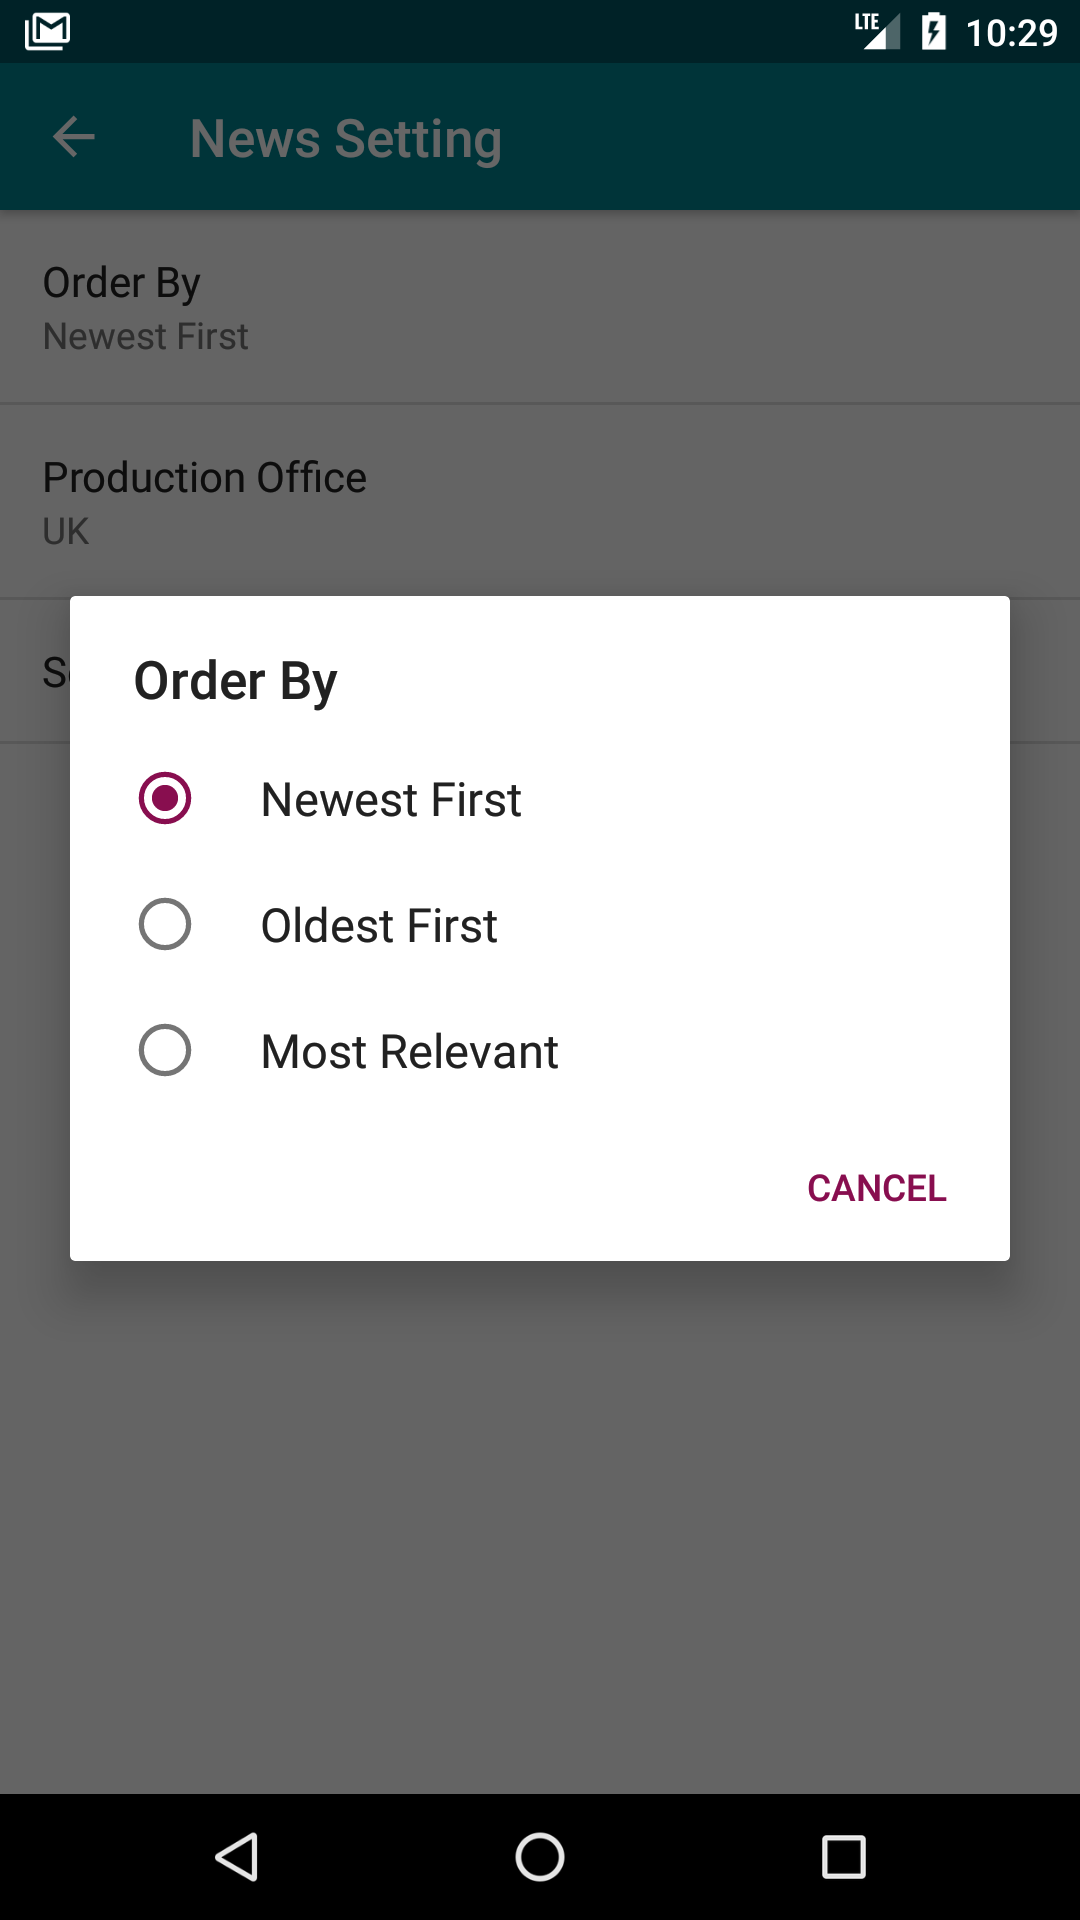 LTE 10:29
News Setting
Order By
Newest First
Production Office
UK
Order By
Newest First
Oldest First
Most Relevant
CANCEL